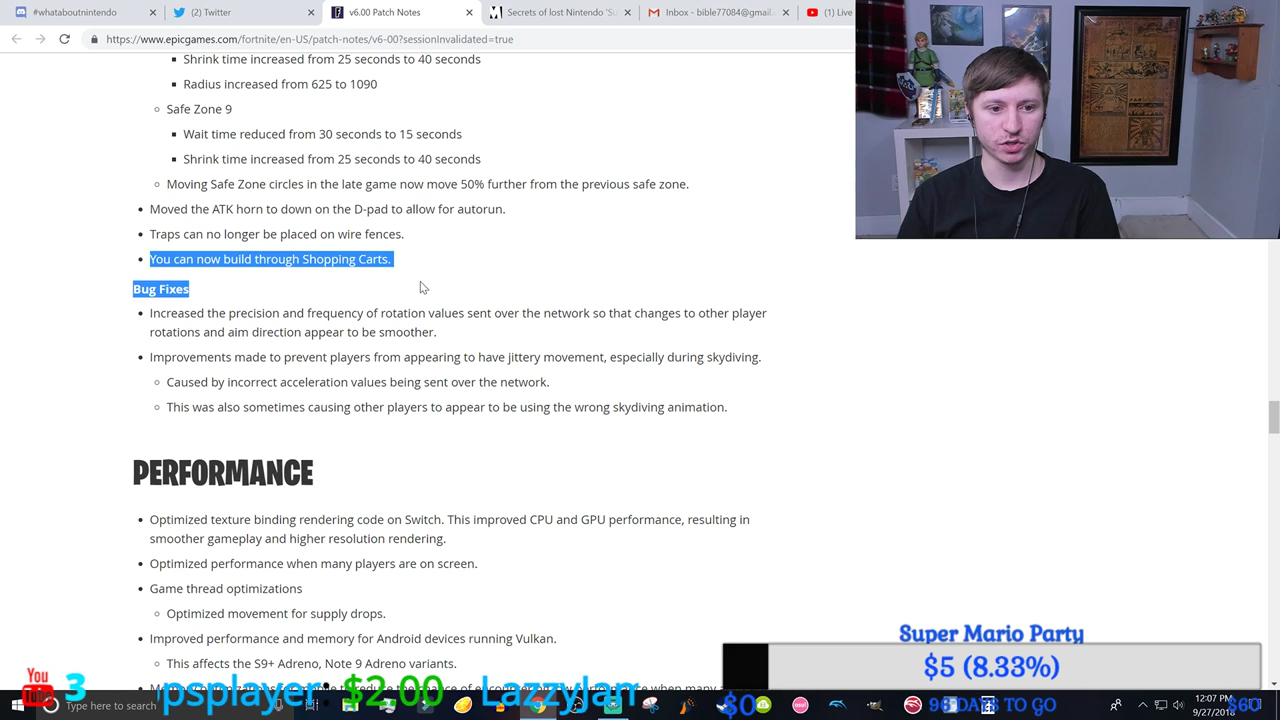 #whataboutnintendo
(2) Twitter
v6.00 Patch Notes
Secrets of lost Nintendo 'Su
Inbox - bible77084@gmail.
(1) Live
https://www.epicgames.com/fortnite/en-US/patch-notes/v6-00?sessionInvalidated=true
Shrink time increased from 25 seconds to 40 seconds
Radius increased from 625 to 1090
Safe Zone 9
Wait time reduced from 30 seconds to 15 seconds
Shrink time increased from 25 seconds to 40 seconds
Moving Safe Zone circles in the late game now move 50% further from the previous safe zone.
Moved the ATK horn to down on the D-pad to allow for autorun.
Traps can no longer be placed on wire fences.
You can now build through Shopping Carts.
Bug Fixes
Increased the precision and frequency of rotation values sent over the network so that changes to other player
rotations and aim direction appear to be smoother.
Improvements made to prevent players from appearing to have jittery movement, especially during skydiving.
Caused by incorrect acceleration values being sent over the network.
This was also sometimes causing other players to appear to be using the wrong skydiving animation.
PERFORMANCE
Optimized texture binding rendering code on Switch. This improved CPU and GPU performance, resulting in
smoother gameplay and higher resolution rendering.
Optimized performance when many players are on screen.
Game thread optimizations
Optimized movement for supply drops.
Improved performance and memory for Android devices running Vulkan.
This affects the S9+ Adreno, Note 9 Adreno variants.
Super Mario Party
$5 (8.33%)
$0
96 DAYS TO GO
$60
You Tube
3
psplayer: $2.00 - LazzyIan
Type here to search
12:07 PM